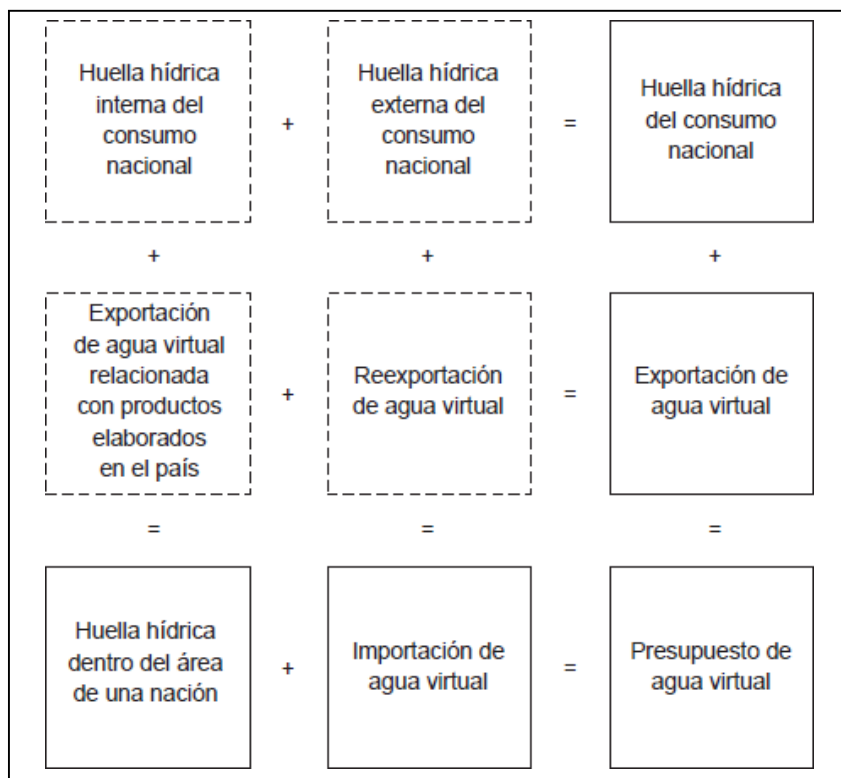 Huella hídrica
interna del
consumo
nacional
+
Huella hídrica
externa del
consumo
nacional
=
Huella hídrica
del consumo
nacional
+
+
+
Exportación
de agua virtual
relacionada
con productos
elaborados
en el país
+
Reexportación
de agua virtual
=
Exportación de
agua virtual
=
=
=
Huella hídrica
dentro del área
de una nación
+
Importación de
agua virtual
=
Presupuesto de
agua virtual